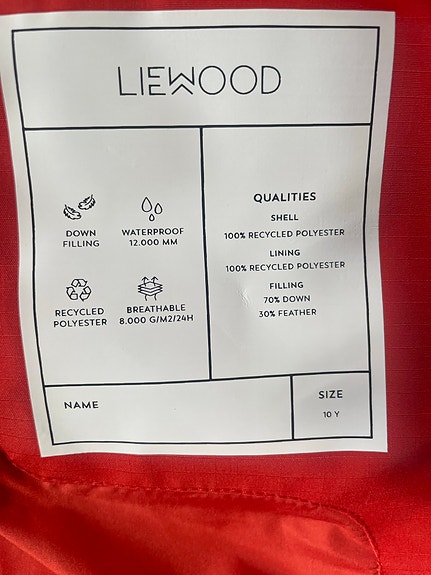 LIEWOOD
DOWN
FILLING
WATERPROOF
12.000 MM
RECYCLED
POLYESTER
BREATHABLE
8.000 G/M2/24H
QUALITIES
SHELL
100% RECYCLED POLYESTER
LINING
100% RECYCLED POLYESTER
FILLING
70% DOWN
30% FEATHER
NAME
SIZE
10 Y